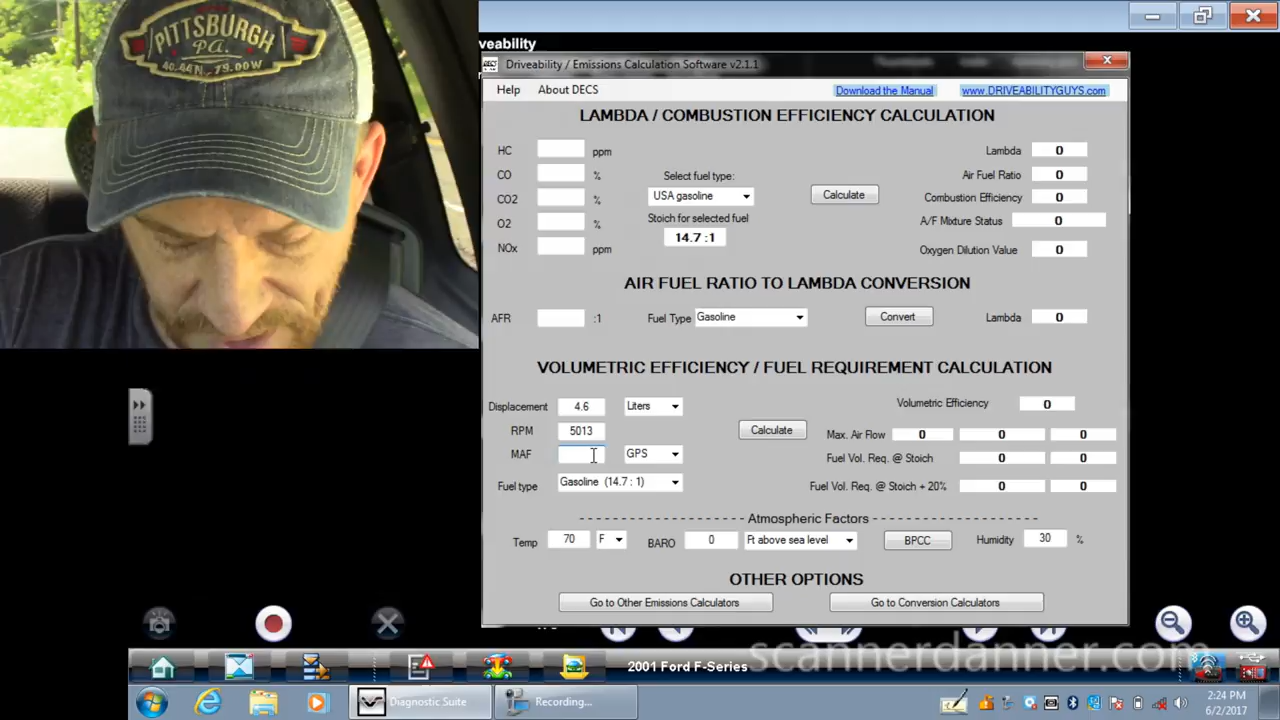 PITTSBURGH
P.A.
40.44N,-79.00W
veability
Driveability / Emissions Calculation Software v2.1.1
Help About DECS Download the Manual www.DRIVEABILITYGUYS.com
LAMBDA / COMBUSTION EFFICIENCY CALCULATION
HC ppm Lambda 0
CO % Select fuel type: Air Fuel Ratio 0
CO2 % USA gasoline Calculate Combustion Efficiency 0
O2 % Stoich for selected fuel A/F Mixture Status 0
NOx ppm 14.7 :1 Oxygen Dilution Value 0
AIR FUEL RATIO TO LAMBDA CONVERSION
AFR :1 Fuel Type Gasoline Convert Lambda 0
VOLUMETRIC EFFICIENCY / FUEL REQUIREMENT CALCULATION
Displacement 4.6 Liters Volumetric Efficiency 0
RPM 5013 Calculate Max. Air Flow 0 0 0
MAF GPS Fuel Vol. Req. @ Stoich 0 0
Fuel type Gasoline (14.7 : 1) Fuel Vol. Req. @ Stoich + 20% 0 0
Atmospheric Factors
Temp 70 F BARO 0 Ft above sea level BPCC Humidity 30 %
OTHER OPTIONS
Go to Other Emissions Calculators Go to Conversion Calculators
scannerdanner.com
2001 Ford F-Series
Diagnostic Suite Recording... 2:24 PM
6/2/2017